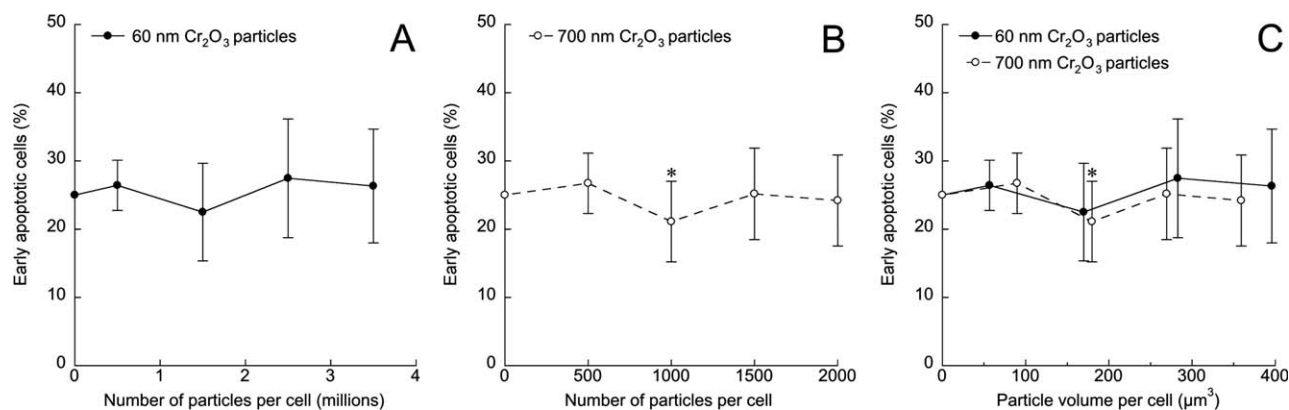 50
40
30
20
10
0
Early apoptotic cells (%)
60 nm Cr₂O₃ particles
A
0 1 2 3 4
Number of particles per cell (millions)
50
40
30
20
10
0
Early apoptotic cells (%)
700 nm Cr₂O₃ particles
B
*
0 500 1000 1500 2000
Number of particles per cell
50
40
30
20
10
0
Early apoptotic cells (%)
60 nm Cr₂O₃ particles
700 nm Cr₂O₃ particles
C
*
0 100 200 300 400
Particle volume per cell (µm³)